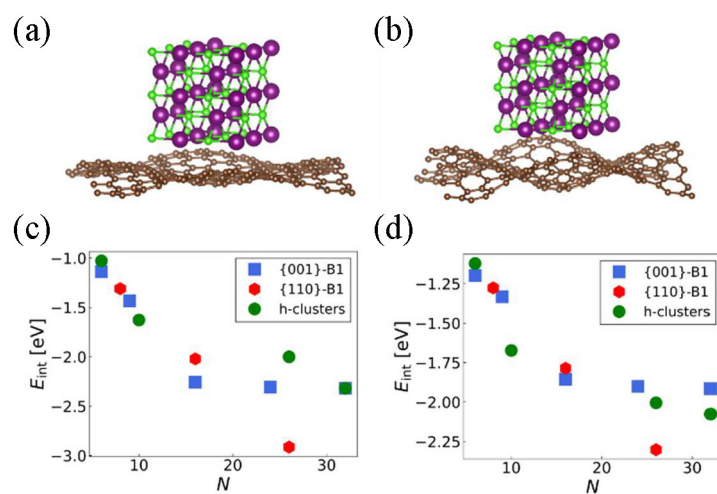 (a)
(b)
(c)
(d)
−1.0
−1.5
−2.0
−2.5
−3.0
E_int [eV]
{001}-B1
{110}-B1
h-clusters
10
20
30
N
−1.25
−1.50
−1.75
−2.00
−2.25
E_int [eV]
{001}-B1
{110}-B1
h-clusters
10
20
30
N